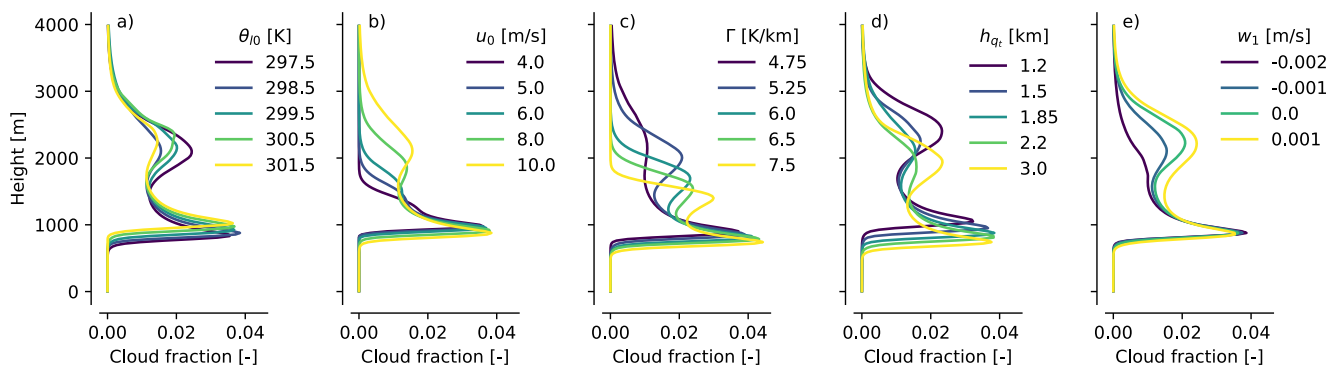 a)
θ_{l0} [K]
297.5
298.5
299.5
300.5
301.5
b)
u_0 [m/s]
4.0
5.0
6.0
8.0
10.0
c)
Γ [K/km]
4.75
5.25
6.0
6.5
7.5
d)
h_{q_t} [km]
1.2
1.5
1.85
2.2
3.0
e)
w_1 [m/s]
-0.002
-0.001
0.0
0.001
Height [m]
4000
3000
2000
1000
0
0.00 0.02 0.04
Cloud fraction [-]
0.00 0.02 0.04
Cloud fraction [-]
0.00 0.02 0.04
Cloud fraction [-]
0.00 0.02 0.04
Cloud fraction [-]
0.00 0.02 0.04
Cloud fraction [-]